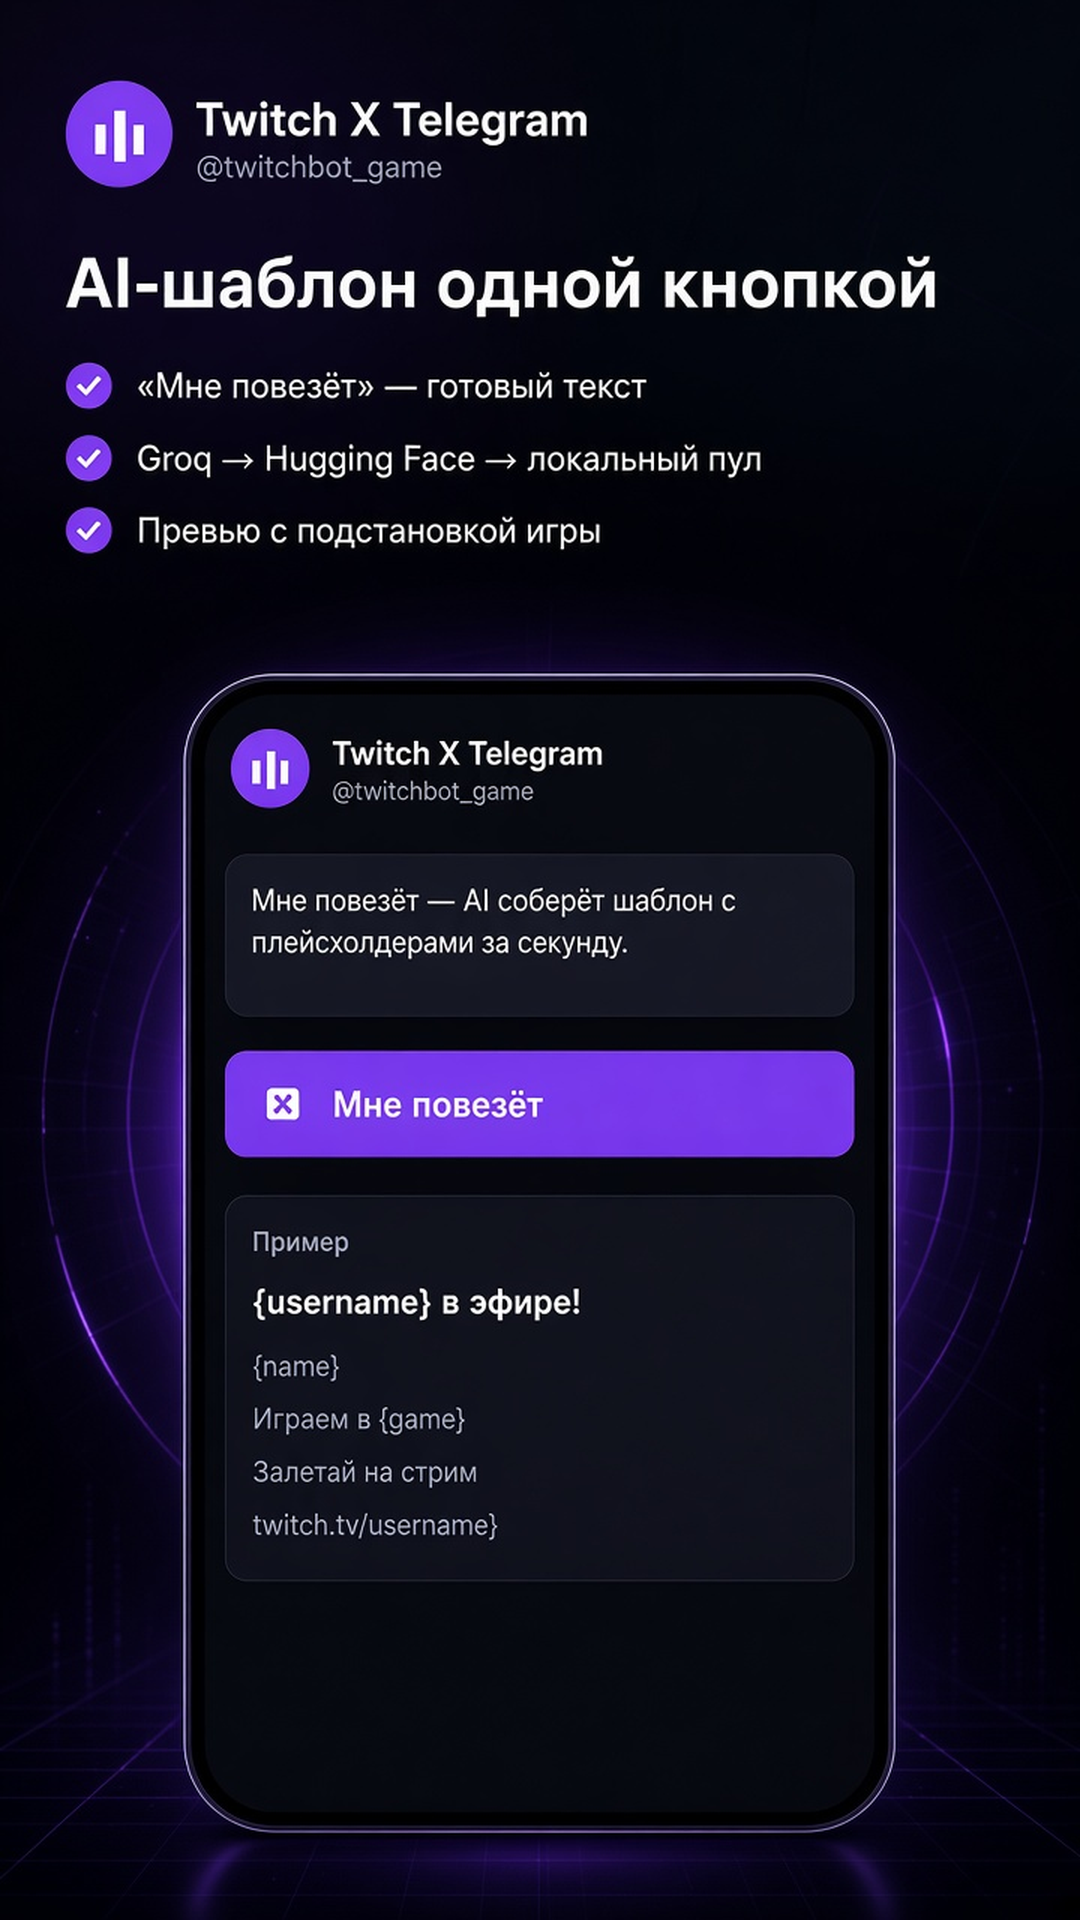 Twitch X Telegram
@twitchbot_game
AI-шаблон одной кнопкой
«Мне повезёт» — готовый текст
Groq → Hugging Face → локальный пул
Превью с подстановкой игры
Twitch X Telegram
@twitchbot_game
Мне повезёт — AI соберёт шаблон с
плейсхолдерами за секунду.
Мне повезёт
Пример
{username} в эфире!
{name}
Играем в {game}
Залетай на стрим
twitch.tv/username}